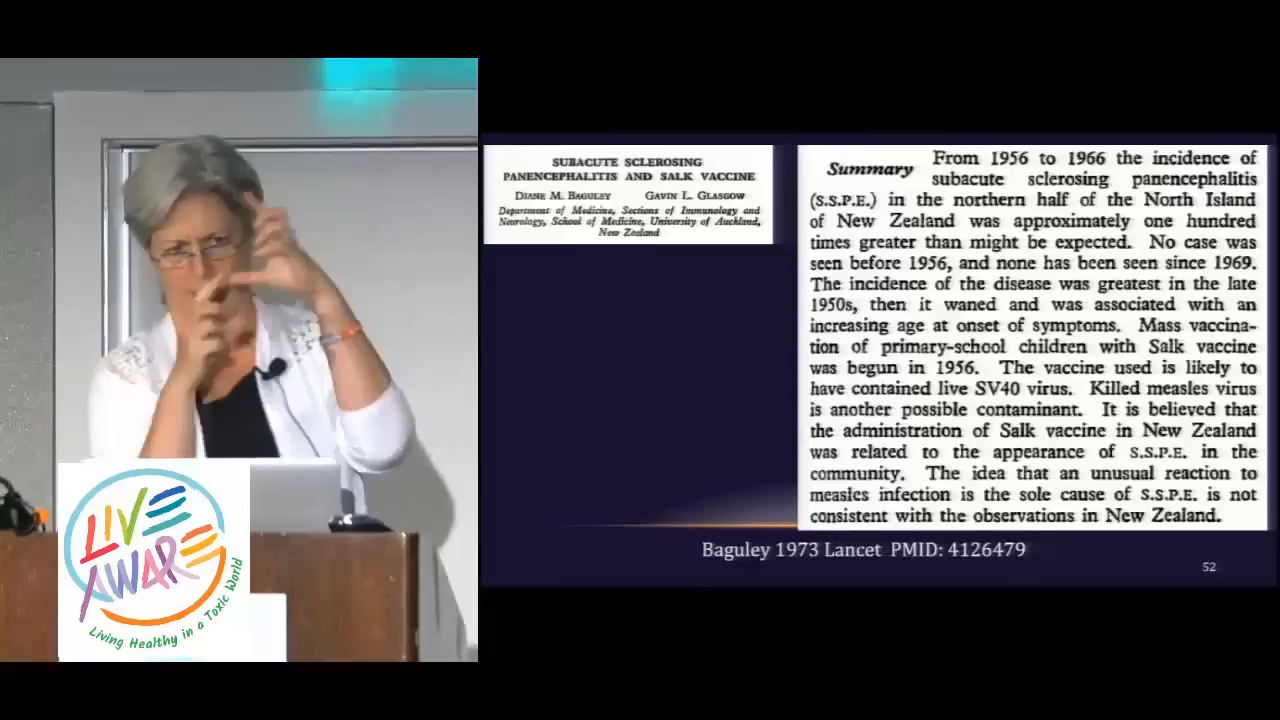 SUBACUTE SCLEROSING
PANENCEPHALITIS AND SALK VACCINE
DIANE M. BAGULEY GAVIN L. GLASGOW
Department of Medicine, Sections of Immunology and
Neurology, School of Medicine, University of Auckland,
New Zealand
Summary From 1956 to 1966 the incidence of
subacute sclerosing panencephalitis
(S.S.P.E.) in the northern half of the North Island
of New Zealand was approximately one hundred
times greater than might be expected. No case was
seen before 1956, and none has been seen since 1969.
The incidence of the disease was greatest in the late
1950s, then it waned and was associated with an
increasing age at onset of symptoms. Mass vaccina-
tion of primary-school children with Salk vaccine
was begun in 1956. The vaccine used is likely to
have contained live SV40 virus. Killed measles virus
is another possible contaminant. It is believed that
the administration of Salk vaccine in New Zealand
was related to the appearance of S.S.P.E. in the
community. The idea that an unusual reaction to
measles infection is the sole cause of S.S.P.E. is not
consistent with the observations in New Zealand.
Baguley 1973 Lancet PMID: 4126479
52
LIVE
AWARE
Living Healthy in a Toxic World